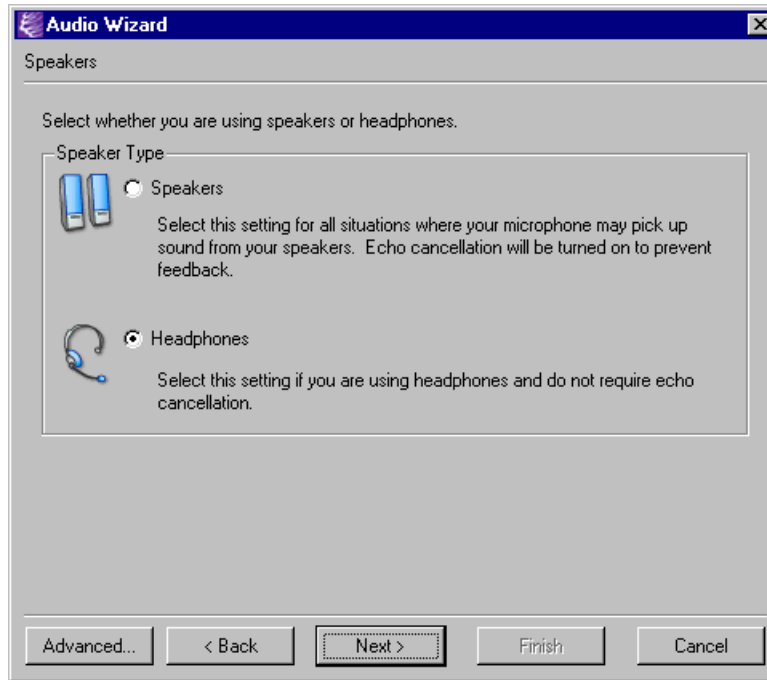 Audio Wizard
Speakers
Select whether you are using speakers or headphones.
Speaker Type
Speakers
Select this setting for all situations where your microphone may pick up
sound from your speakers. Echo cancellation will be turned on to prevent
feedback.
Headphones
Select this setting if you are using headphones and do not require echo
cancellation.
Advanced... < Back Next > Finish Cancel